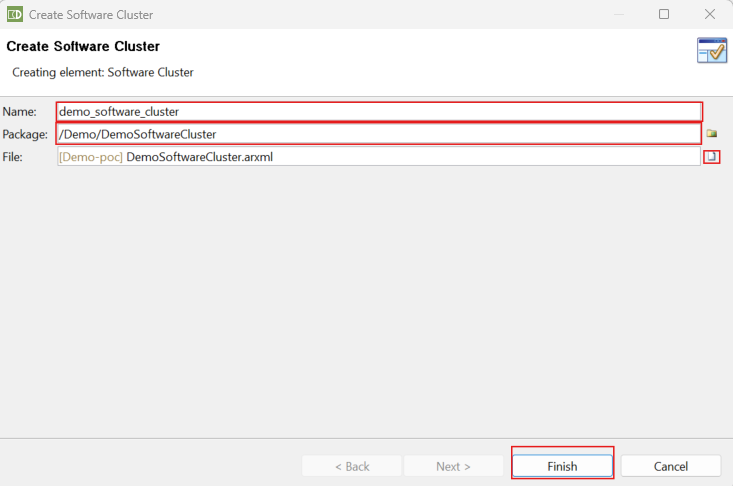 Create Software Cluster
Create Software Cluster
Creating element: Software Cluster
Name: demo_software_cluster
Package: /Demo/DemoSoftwareCluster
File: [Demo-poc] DemoSoftwareCluster.arxml
< Back Next > Finish Cancel